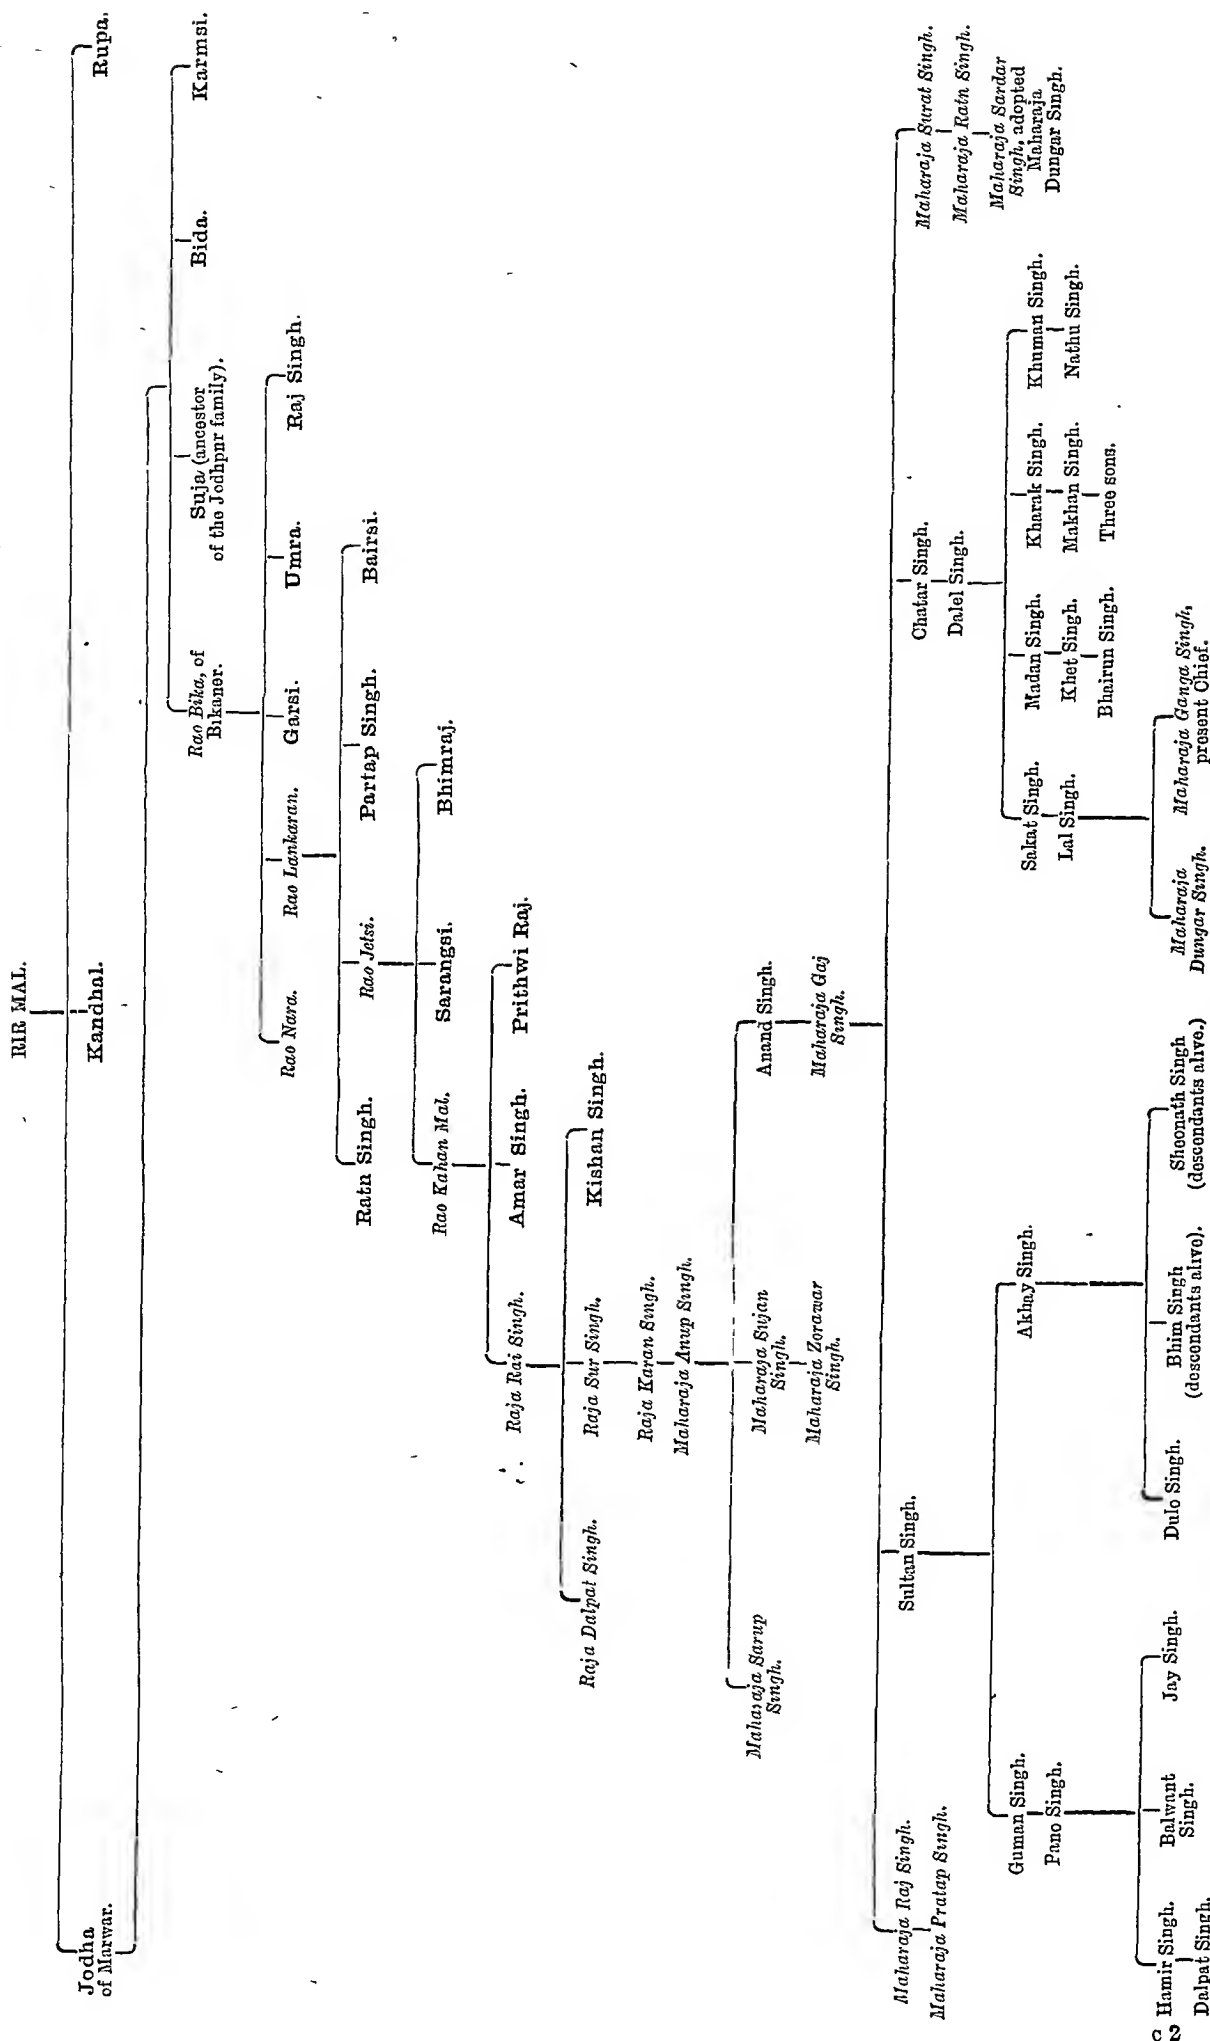 RIR MAL.
Jodha
of Marwar.
Kandhal.
Rupa.
Rao Bika, of
Bikaner.
Suja (ancestor
of the Jodhpur family).
Bida.
Karmsi.
Rao Nara.
Rao Lankaran.
Garsi.
Umra.
Raj Singh.
Ratn Singh.
Rao Jetsi.
Partap Singh.
Bairsi.
Rao Kahan Mal.
Sarangsi.
Bhimraj.
Raja Rai Singh.
Amar Singh.
Prithwi Raj.
Raja Dalpat Singh.
Raja Sur Singh.
Kishan Singh.
Raja Karan Singh.
Maharaja Anup Singh.
Maharaja Sarup
Singh.
Maharaja Sujan
Singh.
Anand Singh.
Maharaja Zorawar
Singh.
Maharaja Gaj
Singh.
Maharaja Raj Singh.
Maharaja Pratap Singh.
Sultan Singh.
Chatar Singh.
Dalel Singh.
Maharaja Surat Singh.
Maharaja Ratn Singh.
Maharaja Sardar
Singh, adopted
Maharaja
Dungar Singh.
Guman Singh.
Pano Singh.
Akhay Singh.
Sakat Singh.
Lal Singh.
Madan Singh.
Khet Singh.
Bhairun Singh.
Kharak Singh.
Makhan Singh.
Three sons.
Khuman Singh.
Nathu Singh.
Hamir Singh.
Dalpat Singh.
Balwant
Singh.
Jay Singh.
Dulo Singh.
Bhim Singh
(descendants alive).
Sheonath Singh
(descendants alive.)
Maharaja
Dungar Singh.
Maharaja Ganga Singh,
present Chief.
C 2